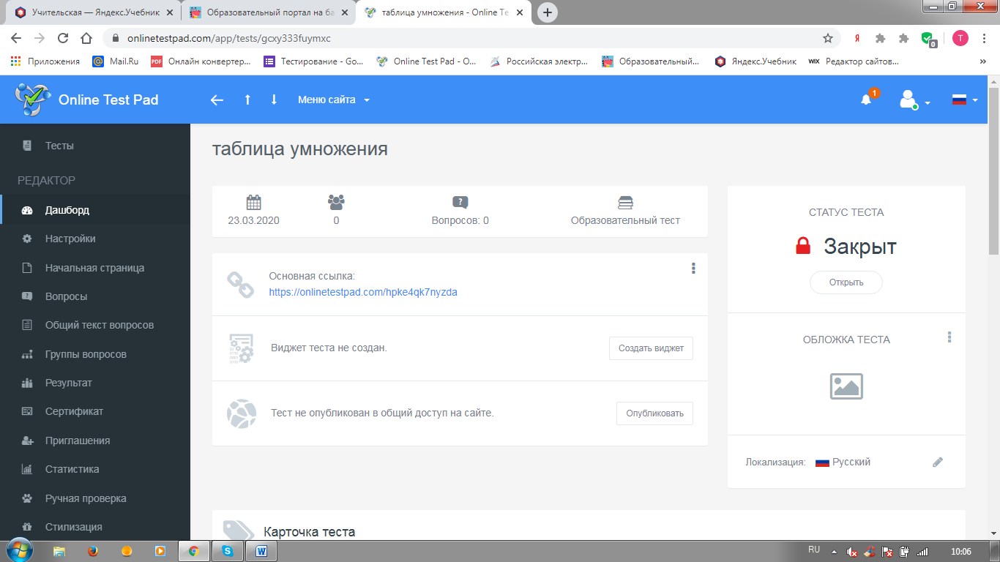 Учительская — Яндекс.Учебник
Образовательный портал на ба
таблица умножения - Online Te
onlinetestpad.com/app/tests/gcxy333fuymxc
Я
0
T
Приложения
Mail.Ru
PDF
Онлайн конвертер...
Тестирование - Go...
Online Test Pad - O...
Российская электр...
Образовательный...
Яндекс.Учебник
WIX
Редактор сайтов...
»
Online Test Pad
Меню сайта
1
Тесты
РЕДАКТОР
Дашборд
Настройки
Начальная страница
Вопросы
Общий текст вопросов
Группы вопросов
Результат
Сертификат
Приглашения
Статистика
Ручная проверка
Стилизация
таблица умножения
23.03.2020
0
Вопросов: 0
Образовательный тест
Основная ссылка:
https://onlinetestpad.com/hpke4qk7nyzda
Виджет теста не создан.
Создать виджет
Тест не опубликован в общий доступ на сайте.
Опубликовать
СТАТУС ТЕСТА
Закрыт
Открыть
ОБЛОЖКА ТЕСТА
Локализация:
Русский
Карточка теста
RU
10:06